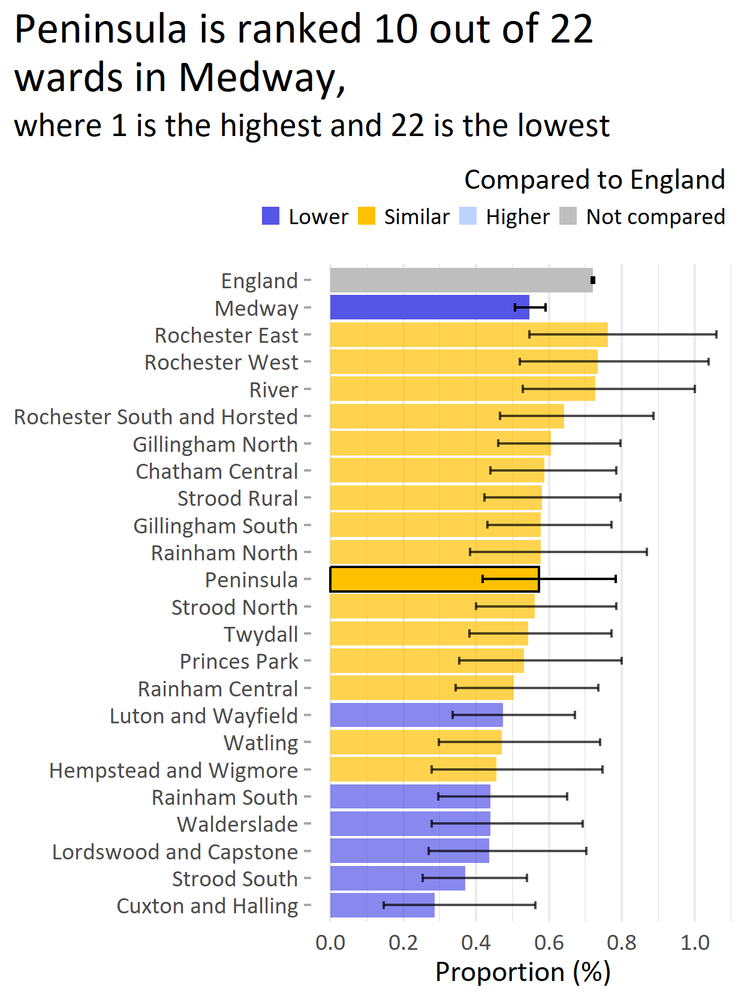 Peninsula is ranked 10 out of 22
wards in Medway,
where 1 is the highest and 22 is the lowest
Compared to England
Lower Similar Higher Not compared
England
Medway
Rochester East
Rochester West
River
Rochester South and Horsted
Gillingham North
Chatham Central
Strood Rural
Gillingham South
Rainham North
Peninsula
Strood North
Twydall
Princes Park
Rainham Central
Luton and Wayfield
Watling
Hempstead and Wigmore
Rainham South
Walderslade
Lordswood and Capstone
Strood South
Cuxton and Halling
0.0 0.2 0.4 0.6 0.8 1.0
Proportion (%)